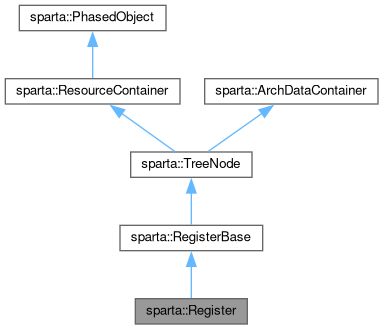 sparta::PhasedObject
sparta::ResourceContainer
sparta::ArchDataContainer
sparta::TreeNode
sparta::RegisterBase
sparta::Register